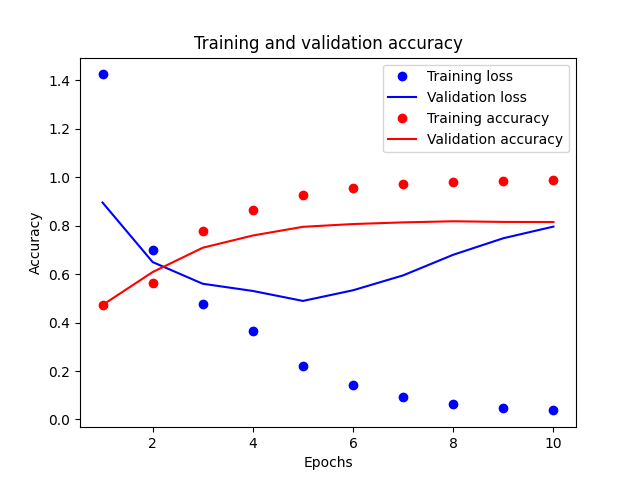 Training and validation accuracy
Training loss
Validation loss
Training accuracy
Validation accuracy
Accuracy
1.4
1.2
1.0
0.8
0.6
0.4
0.2
0.0
2
4
6
8
10
Epochs